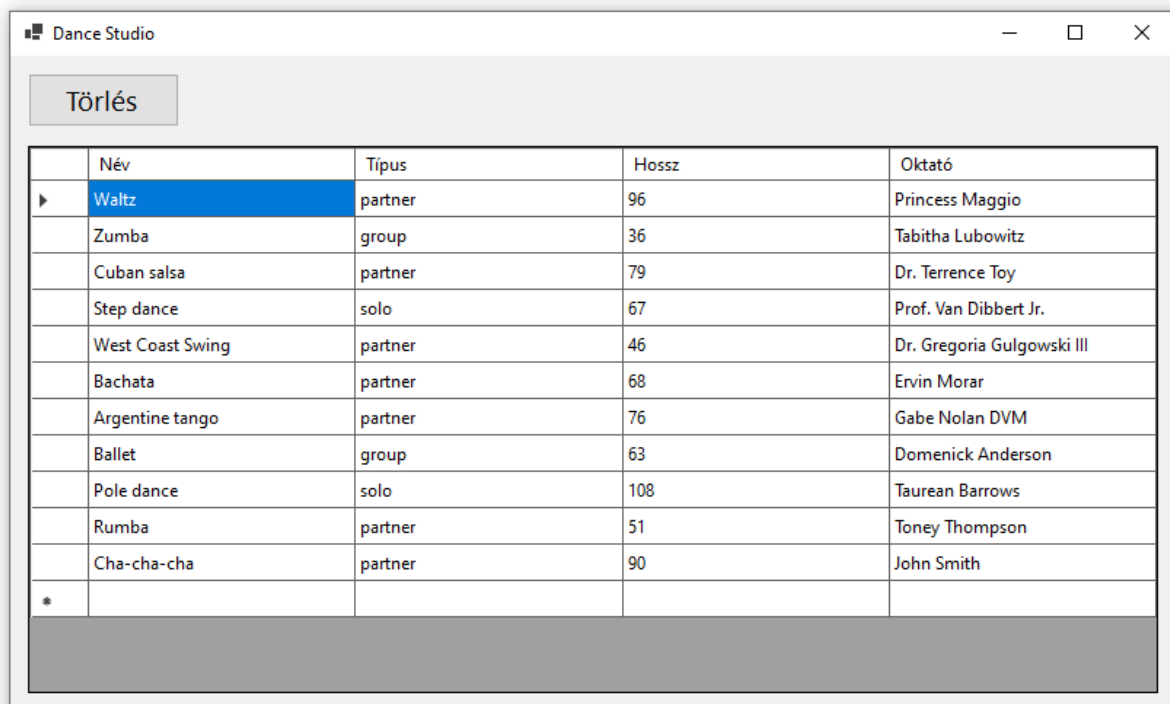 Dance Studio
Törlés
Név Típus Hossz Oktató
Waltz partner 96 Princess Maggio
Zumba group 36 Tabitha Lubowitz
Cuban salsa partner 79 Dr. Terrence Toy
Step dance solo 67 Prof. Van Dibbert Jr.
West Coast Swing partner 46 Dr. Gregoria Gulgowski III
Bachata partner 68 Ervin Morar
Argentine tango partner 76 Gabe Nolan DVM
Ballet group 63 Domenick Anderson
Pole dance solo 108 Taurean Barrows
Rumba partner 51 Toney Thompson
Cha-cha-cha partner 90 John Smith